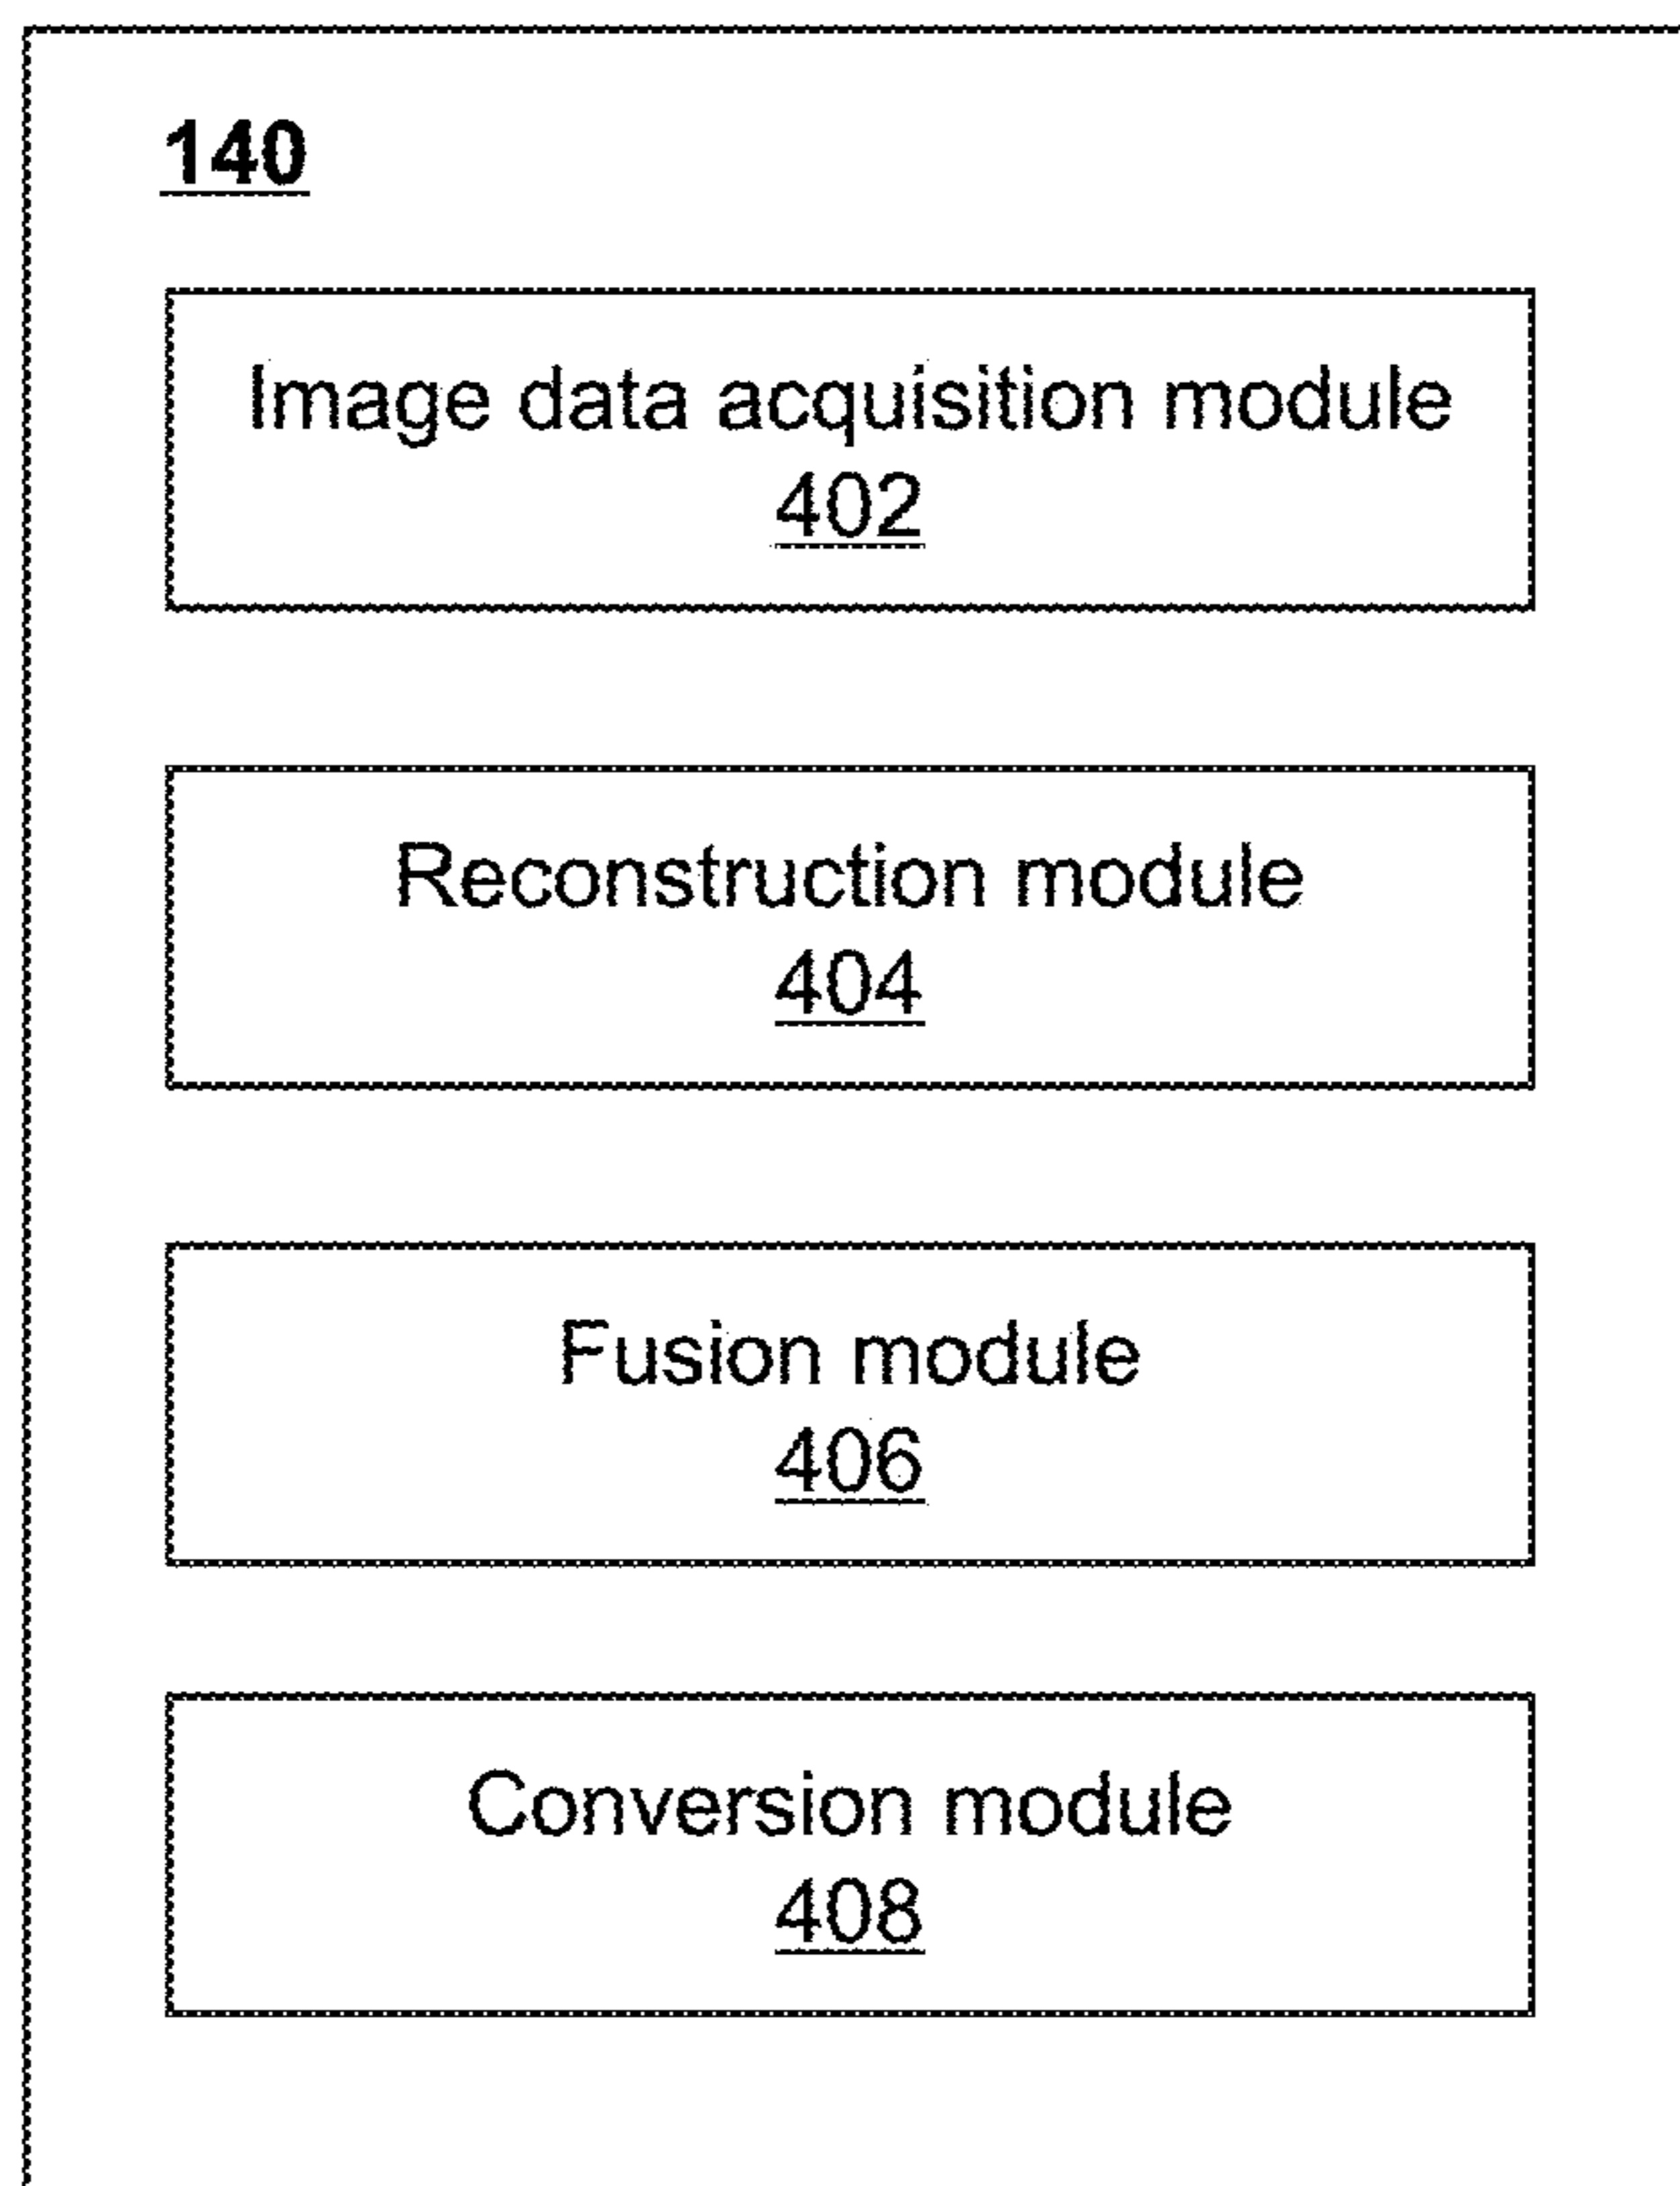 140
Image data acquisition module
402
Reconstruction module
404
Fusion module
406
Conversion module
408